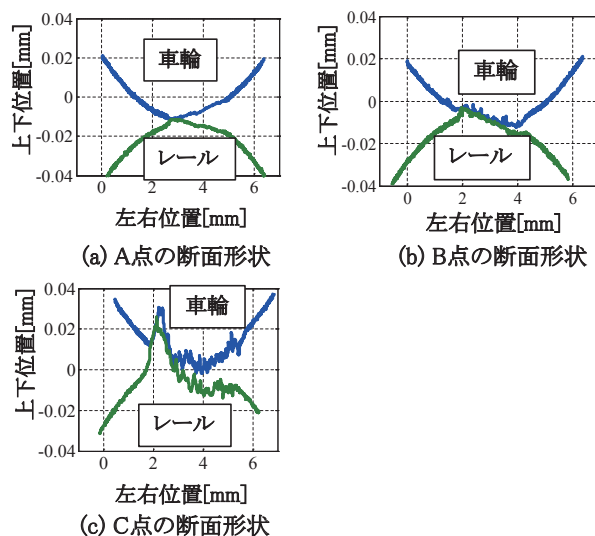 上下位置[mm]
0.04
0.02
0
-0.02
-0.04
車輪
レール
0 2 4 6
左右位置[mm]
(a) A点の断面形状
上下位置[mm]
0.04
0.02
0
-0.02
-0.04
車輪
レール
0 2 4 6
左右位置[mm]
(b) B点の断面形状
上下位置[mm]
0.04
0.02
0
-0.02
-0.04
車輪
レール
0 2 4 6
左右位置[mm]
(c) C点の断面形状